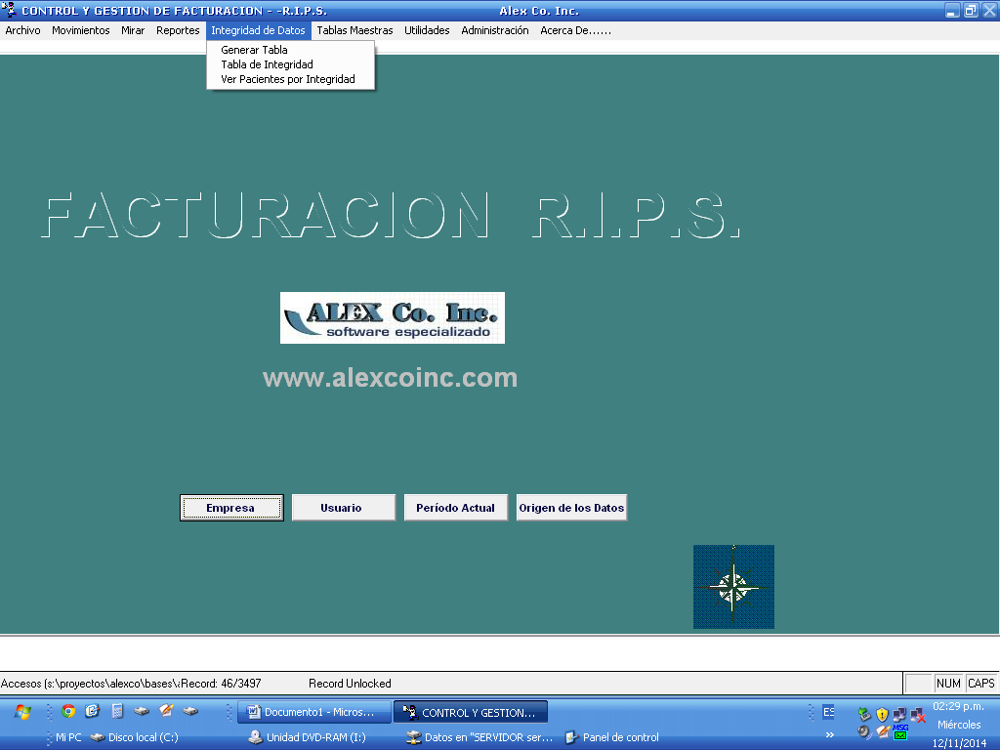 CONTROL Y GESTION DE FACTURACION - -R.I.P.S. Alex Co. Inc.
Archivo Movimientos Mirar Reportes Integridad de Datos Tablas Maestras Utilidades Administración Acerca De......
Generar Tabla
Tabla de Integridad
Ver Pacientes por Integridad
FACTURACION R.I.P.S.
ALEX Co. Inc.
software especializado
www.alexcoinc.com
Empresa Usuario Período Actual Origen de los Datos
Accesos (s:\proyectos\alexco\bases\ Record: 46/3497 Record Unlocked NUM CAPS
Documento1 - Micros... CONTROL Y GESTION... ES 02:29 p.m.
Miércoles
Mi PC Disco local (C:) Unidad DVD-RAM (I:) Datos en "SERVIDOR ser... Panel de control » MSG
12/11/2014